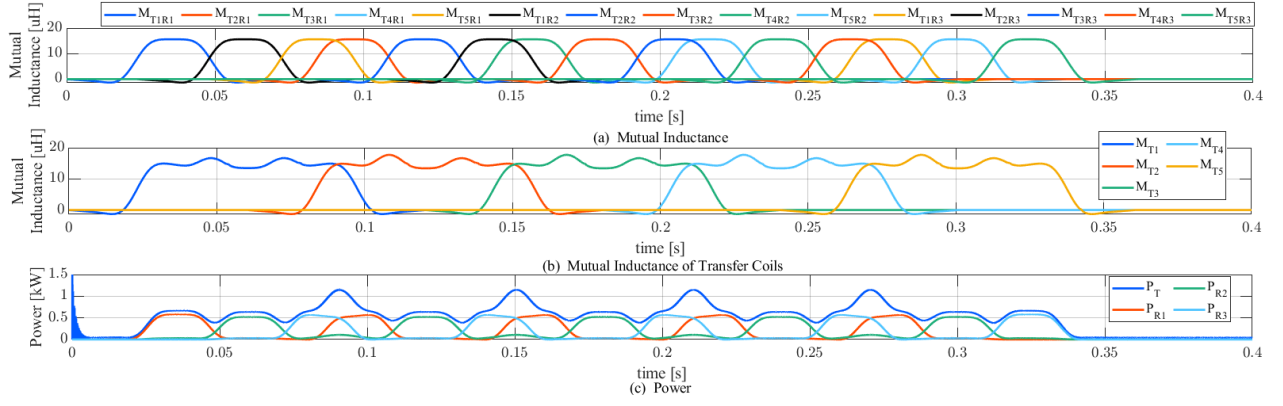 M_T1R1 M_T2R1 M_T3R1 M_T4R1 M_T5R1 M_T1R2 M_T2R2 M_T3R2 M_T4R2 M_T5R2 M_T1R3 M_T2R3 M_T3R3 M_T4R3 M_T5R3
Mutual
Inductance [uH]
20
10
0
0 0.05 0.1 0.15 0.2 0.25 0.3 0.35 0.4
time [s]
(a) Mutual Inductance
Mutual
Inductance [uH]
20
10
0
M_T1 M_T4
M_T2 M_T5
M_T3
0 0.05 0.1 0.15 0.2 0.25 0.3 0.35 0.4
time [s]
(b) Mutual Inductance of Transfer Coils
Power [kW]
1.5
1
0.5
0
P_T P_R2
P_R1 P_R3
0 0.05 0.1 0.15 0.2 0.25 0.3 0.35 0.4
time [s]
(c) Power